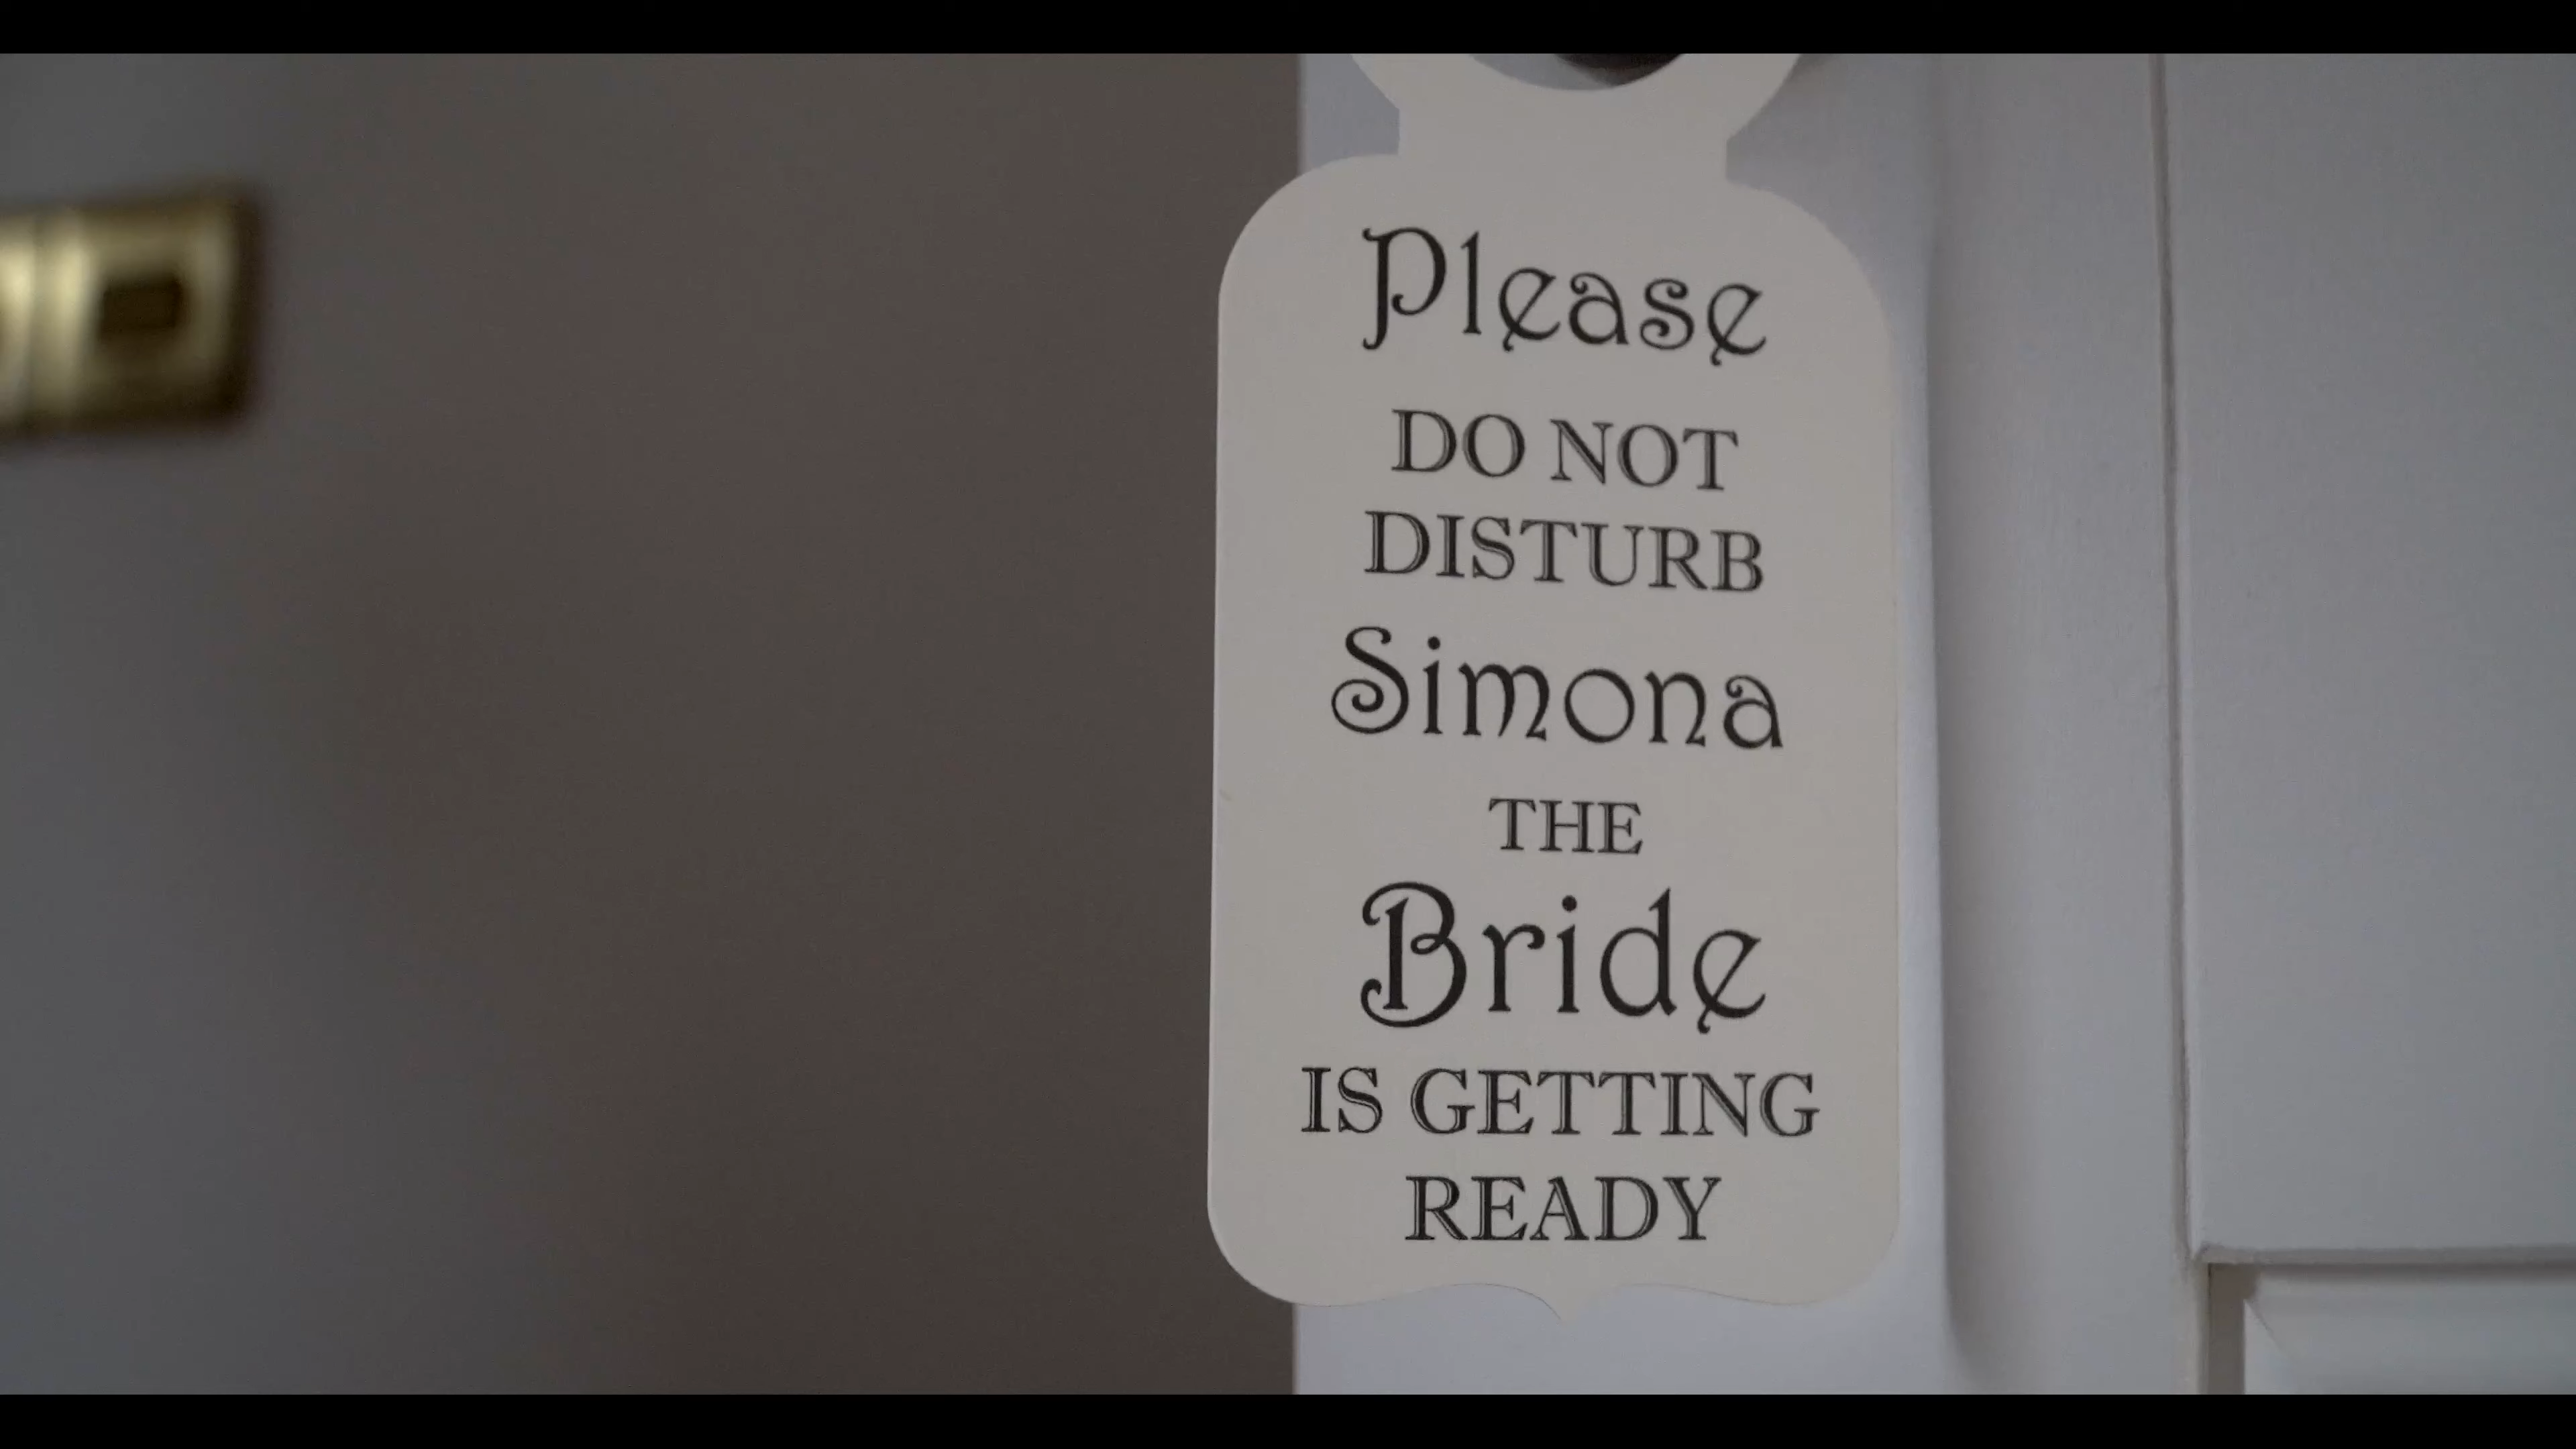 Please
DO NOT
DISTURB
Simona
THE
Bride
IS GETTING
READY